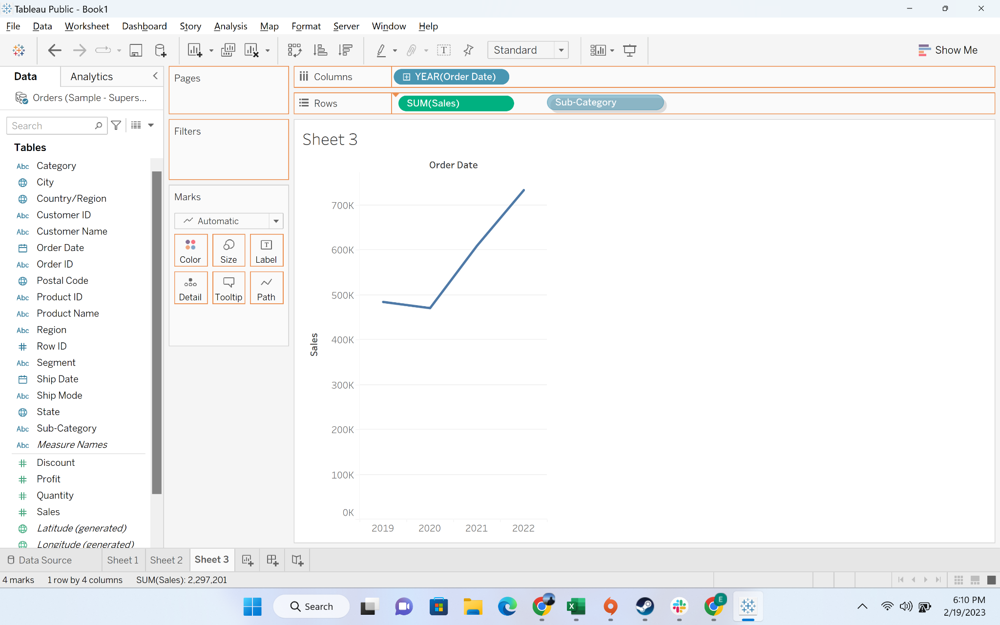 Tableau Public - Book1
File Data Worksheet Dashboard Story Analysis Map Format Server Window Help
Standard
Show Me
Data Analytics
Orders (Sample - Supers...
Search
Tables
Abc Category
City
Country/Region
Abc Customer ID
Abc Customer Name
Order Date
Abc Order ID
Postal Code
Abc Product ID
Abc Product Name
Abc Region
# Row ID
Abc Segment
Ship Date
Abc Ship Mode
State
Abc Sub-Category
Abc Measure Names
# Discount
# Profit
# Quantity
# Sales
Latitude (generated)
Longitude (generated)
Pages
Filters
Marks
Automatic
Color Size Label
Detail Tooltip Path
Columns YEAR(Order Date)
Rows SUM(Sales) Sub-Category
Sheet 3
Order Date
700K
600K
500K
400K
300K
200K
100K
0K
Sales
2019 2020 2021 2022
Data Source Sheet 1 Sheet 2 Sheet 3
4 marks 1 row by 4 columns SUM(Sales): 2,297,201
Search
E
6:10 PM
2/19/2023